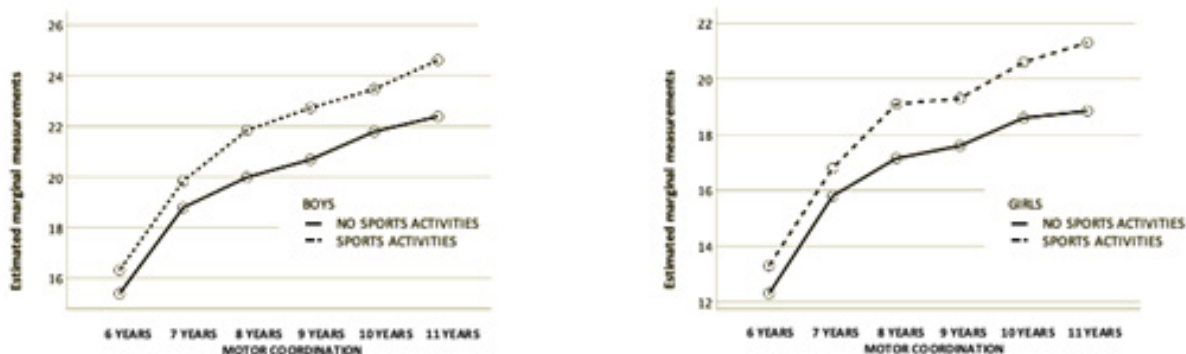 Estimated marginal measurements
26
24
22
20
18
16
BOYS
NO SPORTS ACTIVITIES
SPORTS ACTIVITIES
6 YEARS 7 YEARS 8 YEARS 9 YEARS 10 YEARS 11 YEARS
MOTOR COORDINATION
Estimated marginal measurements
22
20
18
16
14
12
GIRLS
NO SPORTS ACTIVITIES
SPORTS ACTIVITIES
6 YEARS 7 YEARS 8 YEARS 9 YEARS 10 YEARS 11 YEARS
MOTOR COORDINATION